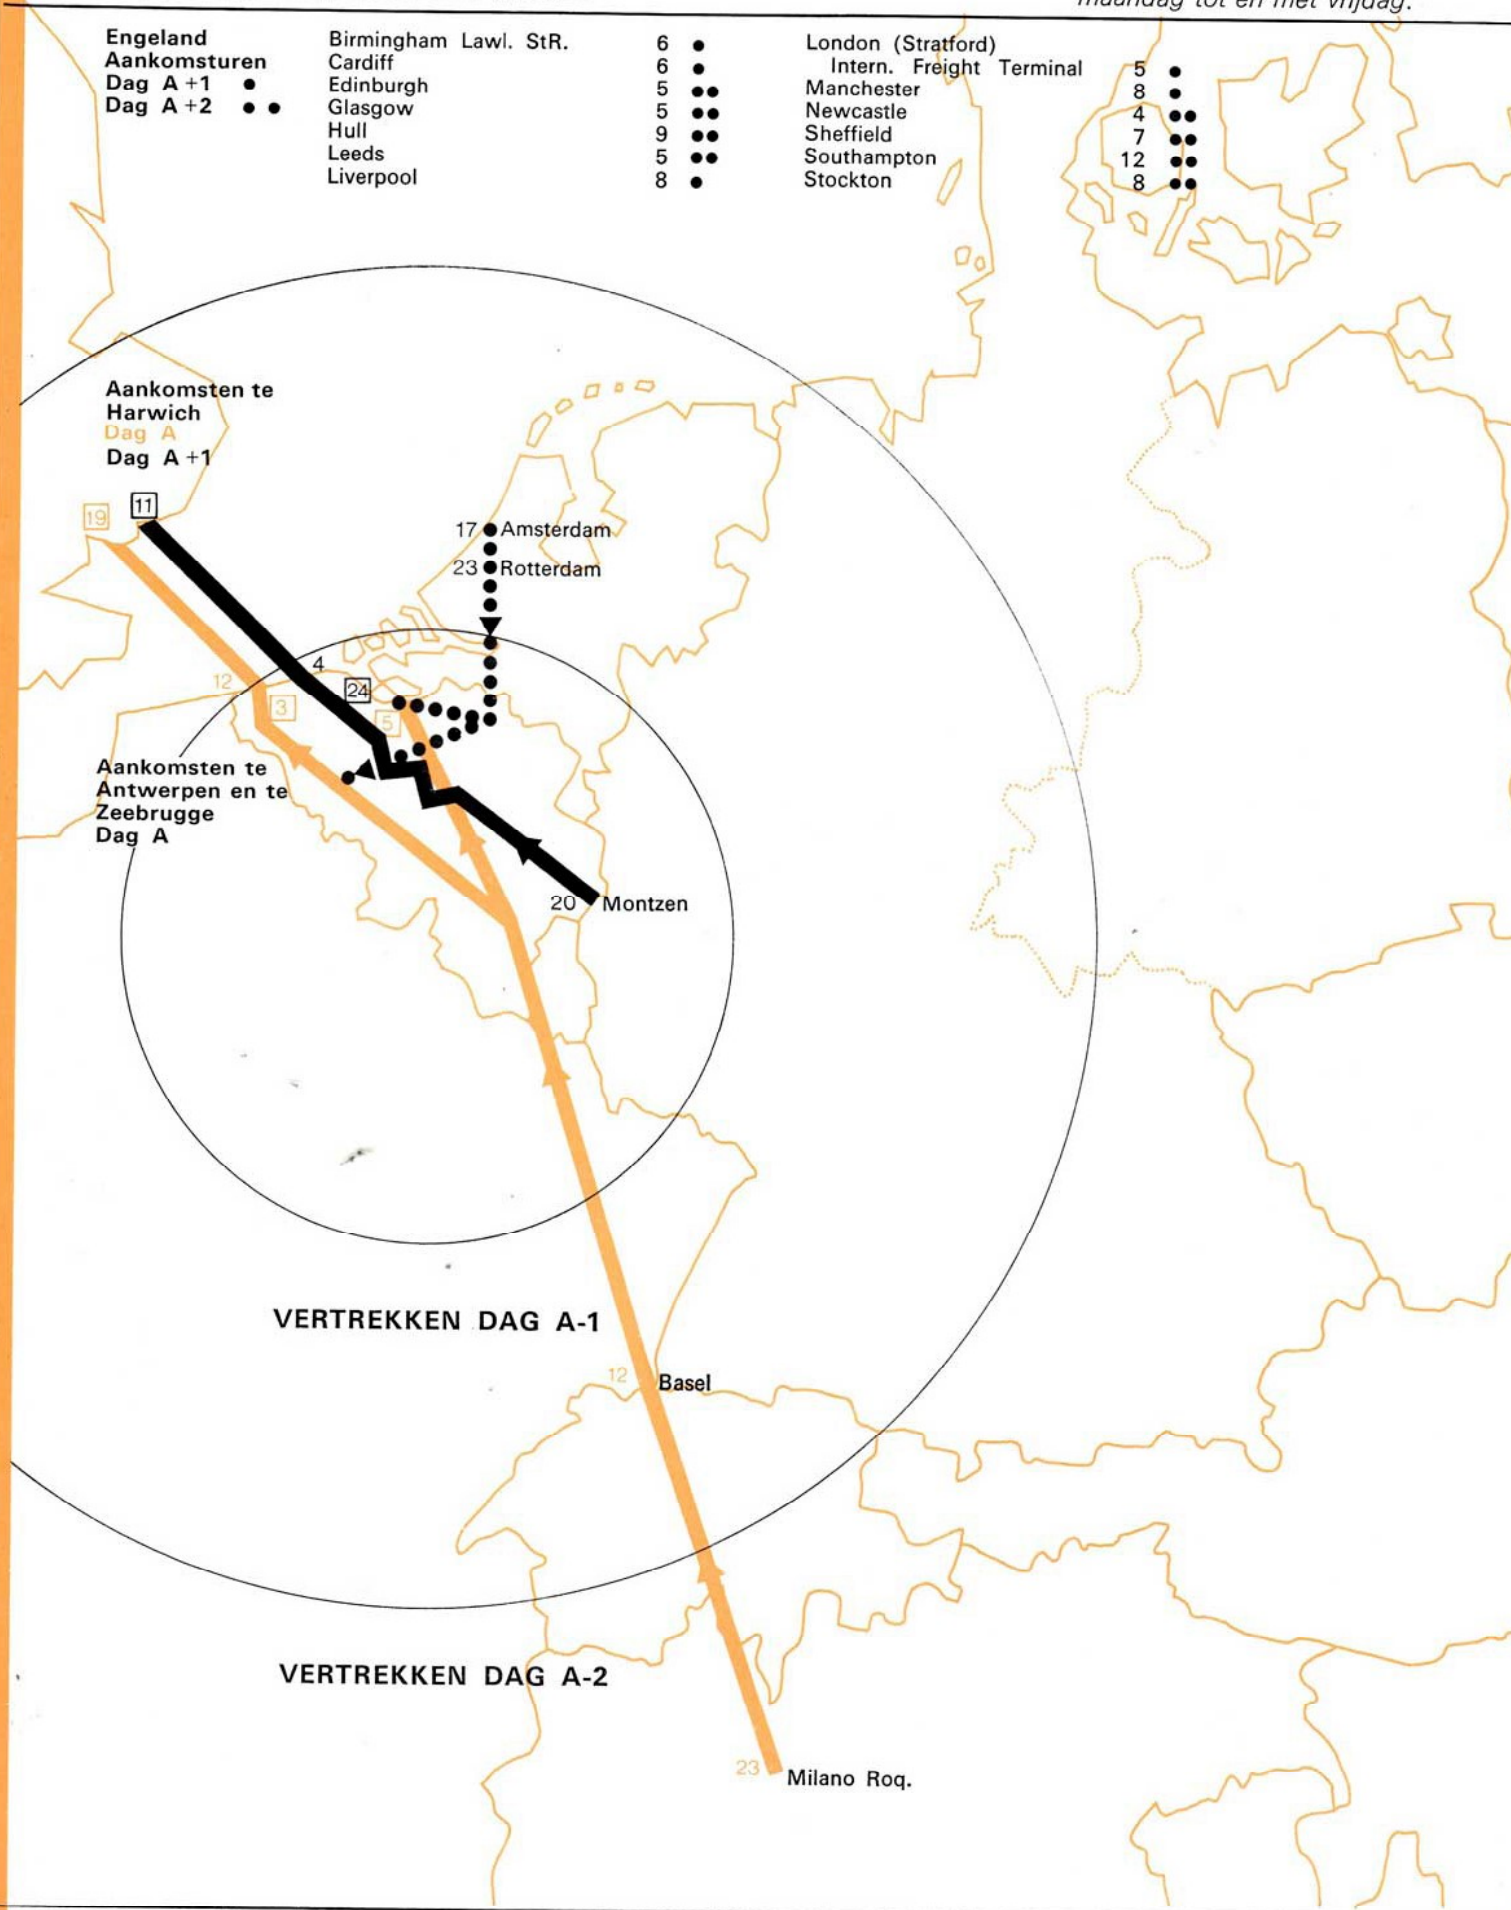 maandag tot en met vrijdag.
Engeland
Aankomsturen
Dag A+1 •
Dag A+2 • •
Birmingham Lawl. StR. 6 •
Cardiff 6 •
Edinburgh 5 ••
Glasgow 5 ••
Hull 9 ••
Leeds 5 ••
Liverpool 8 •
London (Stratford)
Intern. Freight Terminal 5 •
Manchester 8 •
Newcastle 4 ••
Sheffield 7 ••
Southampton 12 ••
Stockton 8 ••
Aankomsten te
Harwich
Dag A
Dag A+1
19
11
17 Amsterdam
23 Rotterdam
4
12
24
3
5
Aankomsten te
Antwerpen en te
Zeebrugge
Dag A
20 Montzen
VERTREKKEN DAG A-1
12 Basel
VERTREKKEN DAG A-2
23 Milano Roq.